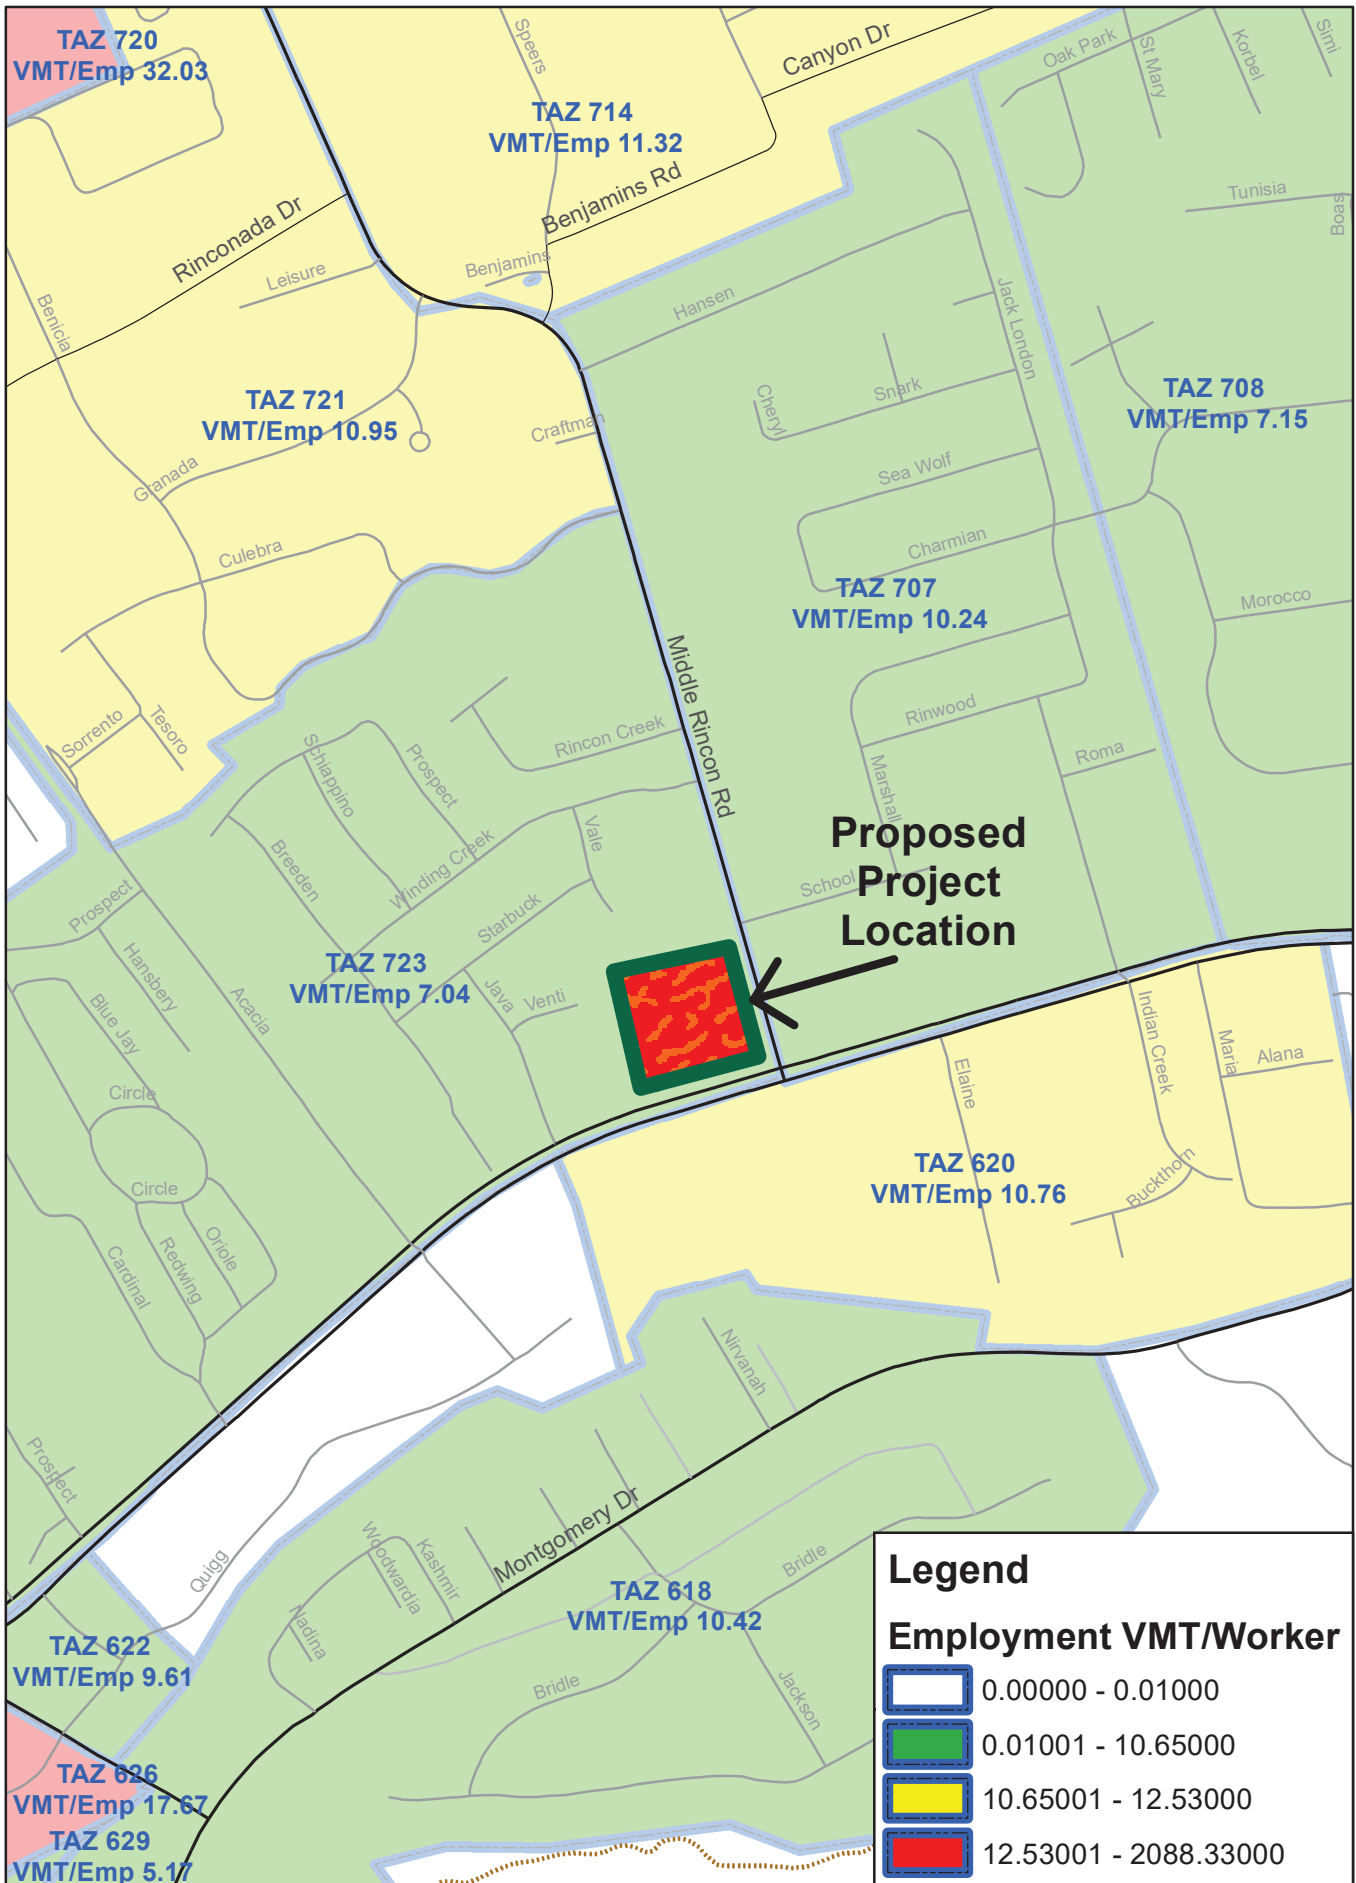 TAZ 720
VMT/Emp 32.03
Speers
Canyon Dr
Oak Park
St Mary
Korbel
Simi
TAZ 714
VMT/Emp 11.32
Benjamins Rd
Tunisia
Boas
Rinconada Dr
Leisure
Benjamins
Benicia
Hansen
Jack London
TAZ 721
VMT/Emp 10.95
Craftman
Cheryl
Snark
TAZ 708
VMT/Emp 7.15
Granada
Sea Wolf
Culebra
Charmian
TAZ 707
VMT/Emp 10.24
Morocco
Middle Rincon Rd
Sorrento
Tesoro
Schiappino
Prospect
Rincon Creek
Rinwood
Roma
Marshall
Vale
Proposed
Project
Location
Breeden
Winding Creek
School
Prospect
Starbuck
Hansbery
TAZ 723
VMT/Emp 7.04
Java
Venti
Blue Jay
Acacia
Indian Creek
Maria
Alana
Elaine
Circle
Circle
TAZ 620
VMT/Emp 10.76
Buckthorn
Cardinal
Redwing
Oriole
Nirvanah
Prospect
Montgomery Dr
Quigg
Woodwardia
Kashmir
Nadina
Bridle
TAZ 618
VMT/Emp 10.42
TAZ 622
VMT/Emp 9.61
Bridle
Jackson
TAZ 626
VMT/Emp 17.67
TAZ 629
VMT/Emp 5.17
Legend
Employment VMT/Worker
0.00000 - 0.01000
0.01001 - 10.65000
10.65001 - 12.53000
12.53001 - 2088.33000